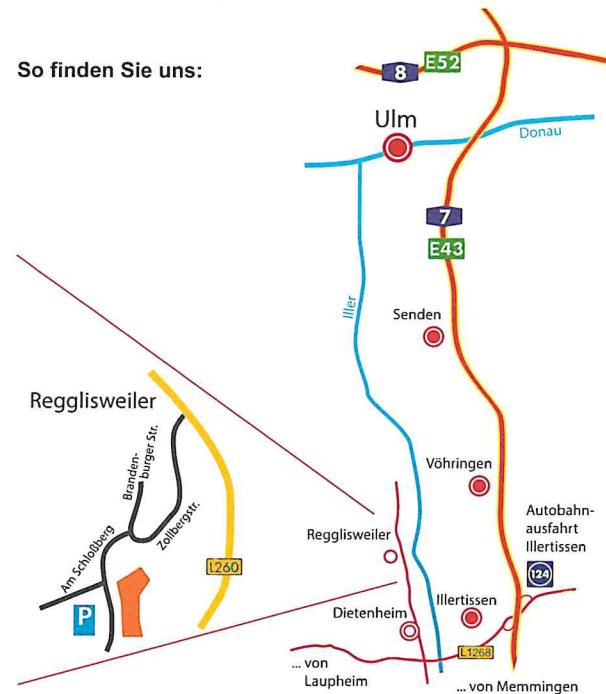 So finden Sie uns:
8
E52
Ulm
Donau
7
E43
Iller
Senden
Regglisweiler
Branden-
burger Str.
Zollbergstr.
Am Schloßberg
L260
P
Vöhringen
Autobahn-
ausfahrt
Illertissen
124
Regglisweiler
Illertissen
Dietenheim
L1268
... von
Laupheim
... von Memmingen